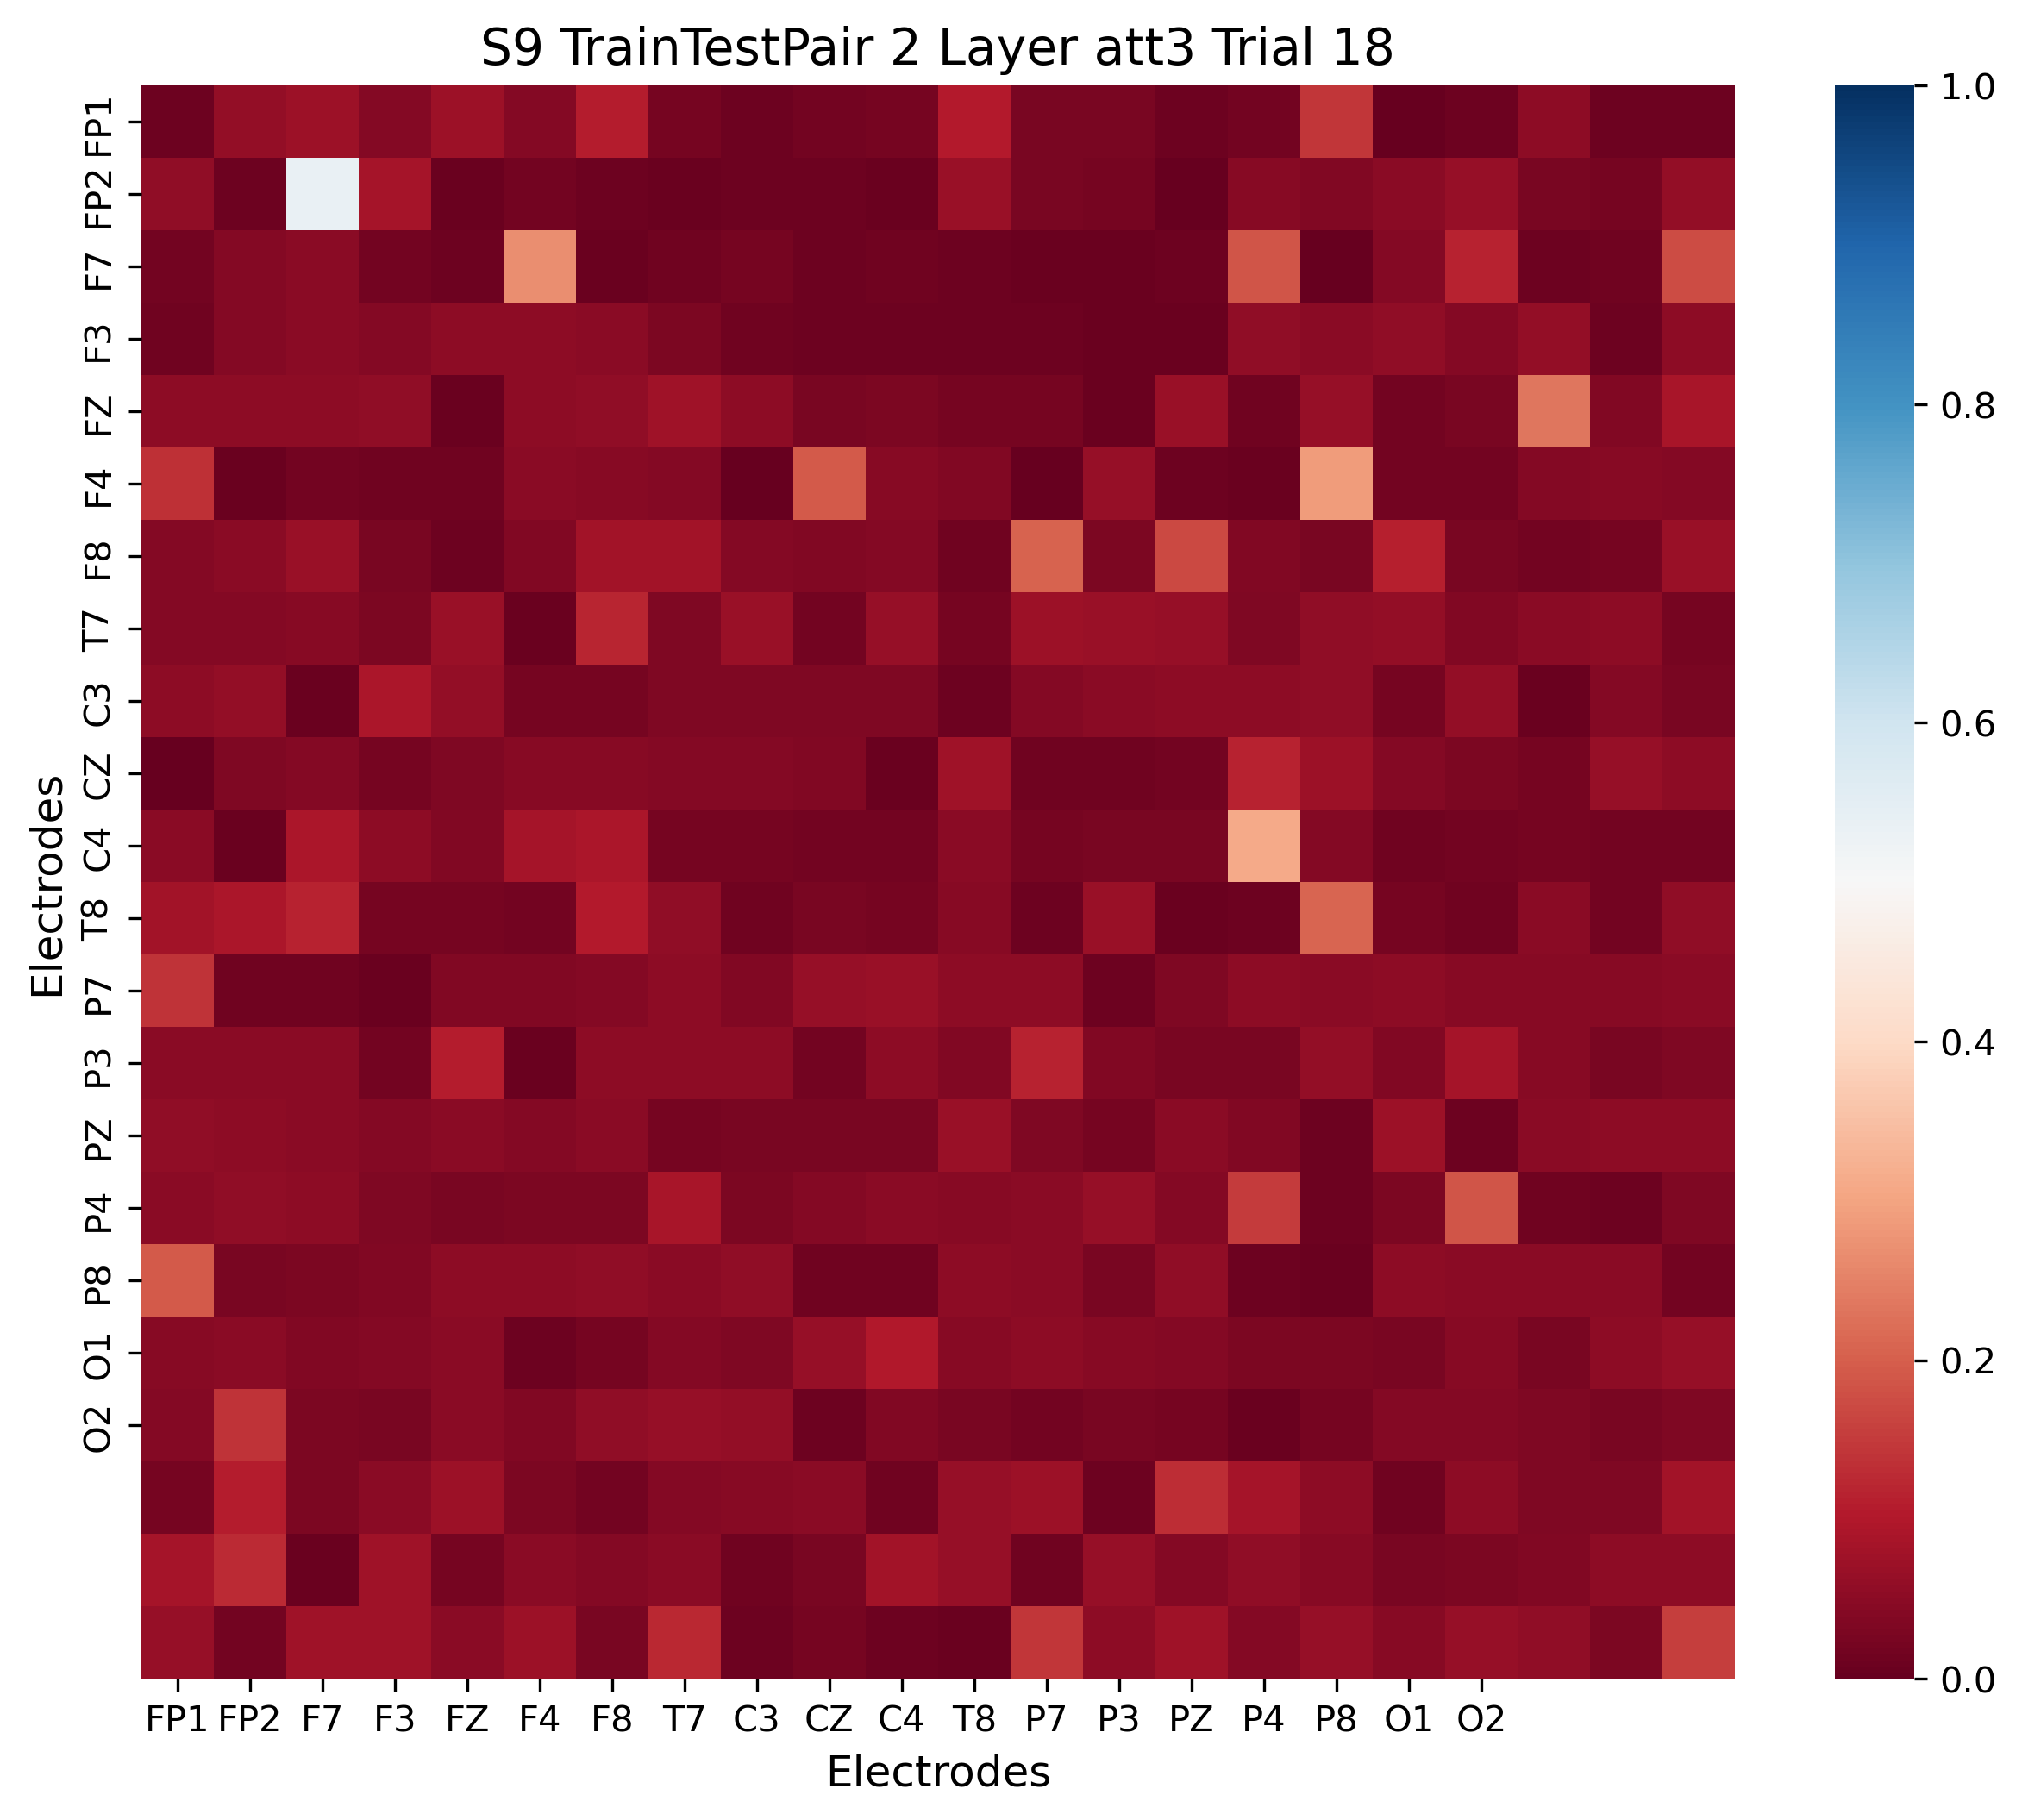 S9 TrainTestPair 2 Layer att3 Trial 18
Electrodes
FP1
FP2
F7
F3
FZ
F4
F8
T7
C3
CZ
C4
T8
P7
P3
PZ
P4
P8
O1
O2
FP1 FP2 F7 F3 FZ F4 F8 T7 C3 CZ C4 T8 P7 P3 PZ P4 P8 O1 O2
Electrodes
1.0
0.8
0.6
0.4
0.2
0.0